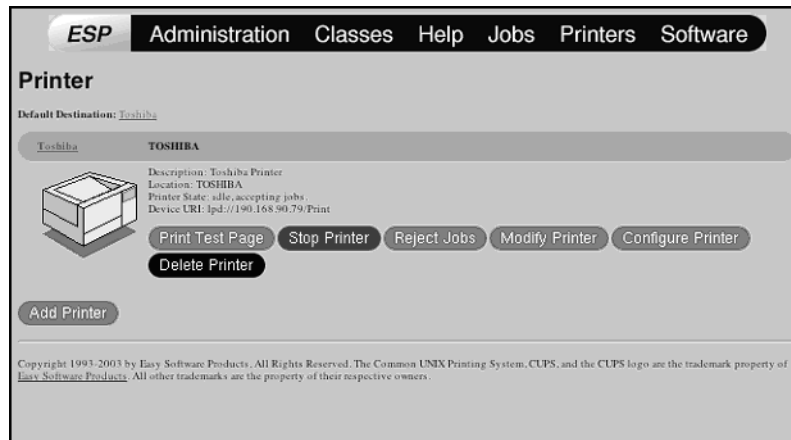 ESP Administration Classes Help Jobs Printers Software
Printer
Default Destination: Toshiba
Toshiba TOSHIBA
Description: Toshiba Printer
Location: TOSHIBA
Printer State: idle, accepting jobs.
Device URI: lpd://190.168.90.79/Print
Print Test Page Stop Printer Reject Jobs Modify Printer Configure Printer
Delete Printer
Add Printer
Copyright 1993-2003 by Easy Software Products, All Rights Reserved. The Common UNIX Printing System, CUPS, and the CUPS logo are the trademark property of
Easy Software Products. All other trademarks are the property of their respective owners.